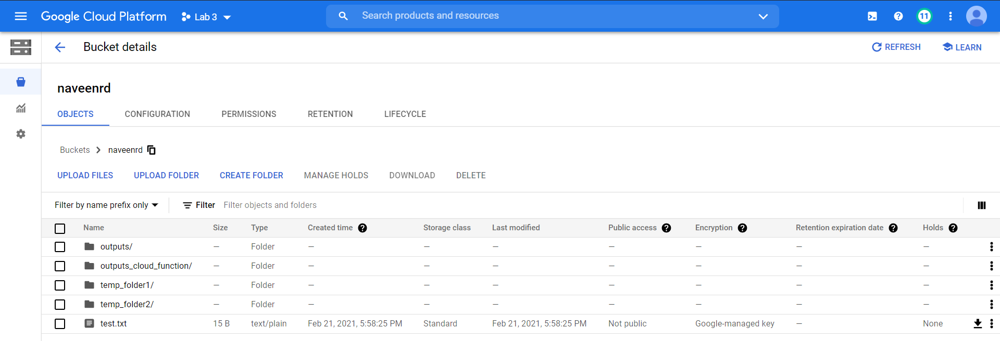 Google Cloud Platform Lab 3 Search products and resources 11
Bucket details REFRESH LEARN
naveenrd
OBJECTS CONFIGURATION PERMISSIONS RETENTION LIFECYCLE
Buckets naveenrd
UPLOAD FILES UPLOAD FOLDER CREATE FOLDER MANAGE HOLDS DOWNLOAD DELETE
Filter by name prefix only Filter Filter objects and folders
Name Size Type Created time Storage class Last modified Public access Encryption Retention expiration date Holds
outputs/ — Folder — — — — — — —
outputs_cloud_function/ — Folder — — — — — — —
temp_folder1/ — Folder — — — — — — —
temp_folder2/ — Folder — — — — — — —
test.txt 15 B text/plain Feb 21, 2021, 5:58:25 PM Standard Feb 21, 2021, 5:58:25 PM Not public Google-managed key — None